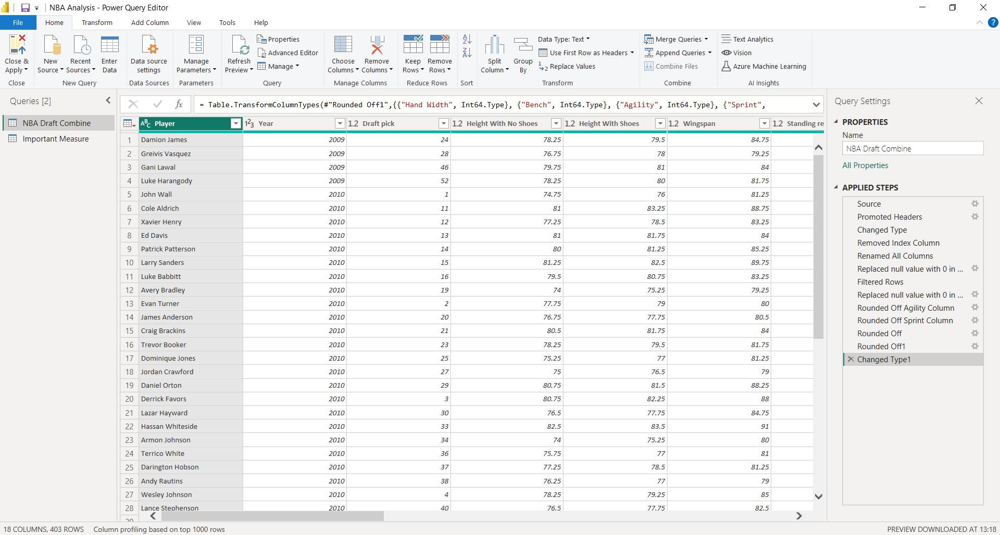 NBA Analysis - Power Query Editor
File Home Transform Add Column View Tools Help
Close & Apply
New Source
Recent Sources
Enter Data
Data source settings
Manage Parameters
Refresh Preview
Properties
Advanced Editor
Manage
Choose Columns
Remove Columns
Keep Rows
Remove Rows
Split Column
Group By
Data Type: Text
Use First Row as Headers
Replace Values
Merge Queries
Append Queries
Combine Files
Text Analytics
Vision
Azure Machine Learning
Close New Query Data Sources Parameters Query Manage Columns Reduce Rows Sort Transform Combine AI Insights
Queries [2]
NBA Draft Combine
Important Measure
fx = Table.TransformColumnTypes(#"Rounded Off1",{{"Hand Width", Int64.Type}, {"Bench", Int64.Type}, {"Agility", Int64.Type}, {"Sprint",
ABC Player 123 Year 1.2 Draft pick 1.2 Height With No Shoes 1.2 Height With Shoes 1.2 Wingspan 1.2 Standing re
1 Damion James 2009 24 78.25 79.5 84.75
2 Greivis Vasquez 2009 28 76.75 78 79.25
3 Gani Lawal 2009 46 79.75 81 84
4 Luke Harangody 2009 52 78.25 80 81.75
5 John Wall 2010 1 74.75 76 81.25
6 Cole Aldrich 2010 11 81 83.25 88.75
7 Xavier Henry 2010 12 77.25 78.5 83.25
8 Ed Davis 2010 13 81 81.75 84
9 Patrick Patterson 2010 14 80 81.25 85.25
10 Larry Sanders 2010 15 81.25 82.5 89.75
11 Luke Babbitt 2010 16 79.5 80.75 83.25
12 Avery Bradley 2010 19 74 75.25 79.25
13 Evan Turner 2010 2 77.75 79 80
14 James Anderson 2010 20 76.75 77.75 80.5
15 Craig Brackins 2010 21 80.5 81.75 84
16 Trevor Booker 2010 23 78.25 79.5 81.75
17 Dominique Jones 2010 25 75.25 77 81.25
18 Jordan Crawford 2010 27 75 76.5 79
19 Daniel Orton 2010 29 80.75 81.5 88.25
20 Derrick Favors 2010 3 80.75 82.25 88
21 Lazar Hayward 2010 30 76.5 77.75 84.75
22 Hassan Whiteside 2010 33 82.5 83.5 91
23 Armon Johnson 2010 34 74 75.25 80
24 Terrico White 2010 36 75.75 77 81
25 Darington Hobson 2010 37 77.25 78.5 81.25
26 Andy Rautins 2010 38 76.25 77 79
27 Wesley Johnson 2010 4 78.25 79.25 85
28 Lance Stephenson 2010 40 76.5 77.75 82.5
29
Query Settings
PROPERTIES
Name
NBA Draft Combine
All Properties
APPLIED STEPS
Source
Promoted Headers
Changed Type
Removed Index Column
Renamed All Columns
Replaced null value with 0 in ...
Filtered Rows
Replaced null value with 0 in ...
Rounded Off Agility Column
Rounded Off Sprint Column
Rounded Off
Rounded Off1
Changed Type1
18 COLUMNS, 403 ROWS Column profiling based on top 1000 rows PREVIEW DOWNLOADED AT 13:18